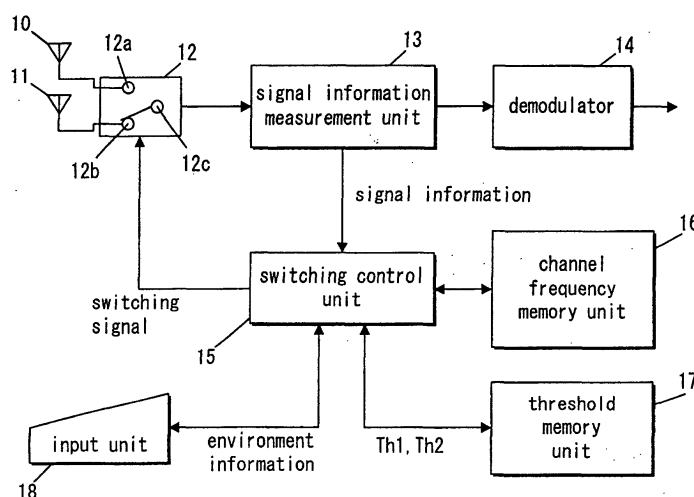 10
12a
12
13
14
11
signal information
measurement unit
demodulator
12b
12c
signal information
16
switching control
unit
channel
frequency
memory unit
switching
signal
15
17
threshold
memory
unit
input unit
environment
information
Th1, Th2
18